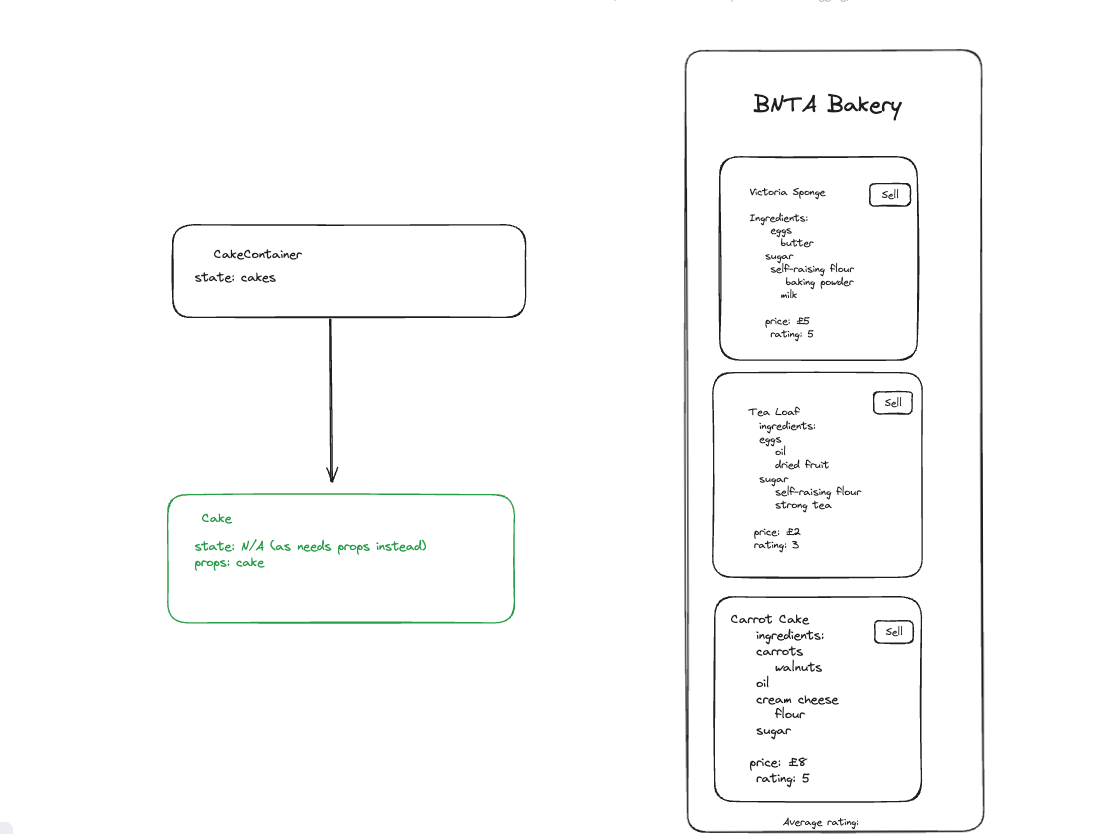 CakeContainer
state: cakes
Cake
state: N/A (as needs props instead)
props: cake
BNTA Bakery
Victoria Sponge
Sell
Ingredients:
eggs
butter
sugar
self-raising flour
baking powder
milk
price: £5
rating: 5
Sell
Tea Loaf
ingredients:
eggs
oil
dried fruit
sugar
self-raising flour
strong tea
price: £2
rating: 3
Carrot Cake
Sell
ingredients:
carrots
walnuts
oil
cream cheese
flour
sugar
price: £8
rating: 5
Average rating: